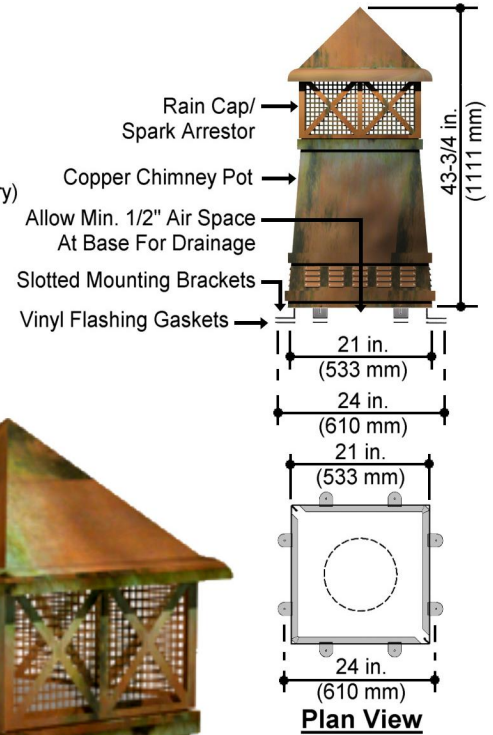 Rain Cap/
Spark Arrestor
Copper Chimney Pot
Allow Min. 1/2" Air Space
At Base For Drainage
Slotted Mounting Brackets
Vinyl Flashing Gaskets
43-3/4 in.
(1111 mm)
21 in.
(533 mm)
24 in.
(610 mm)
21 in.
(533 mm)
24 in.
(610 mm)
Plan View